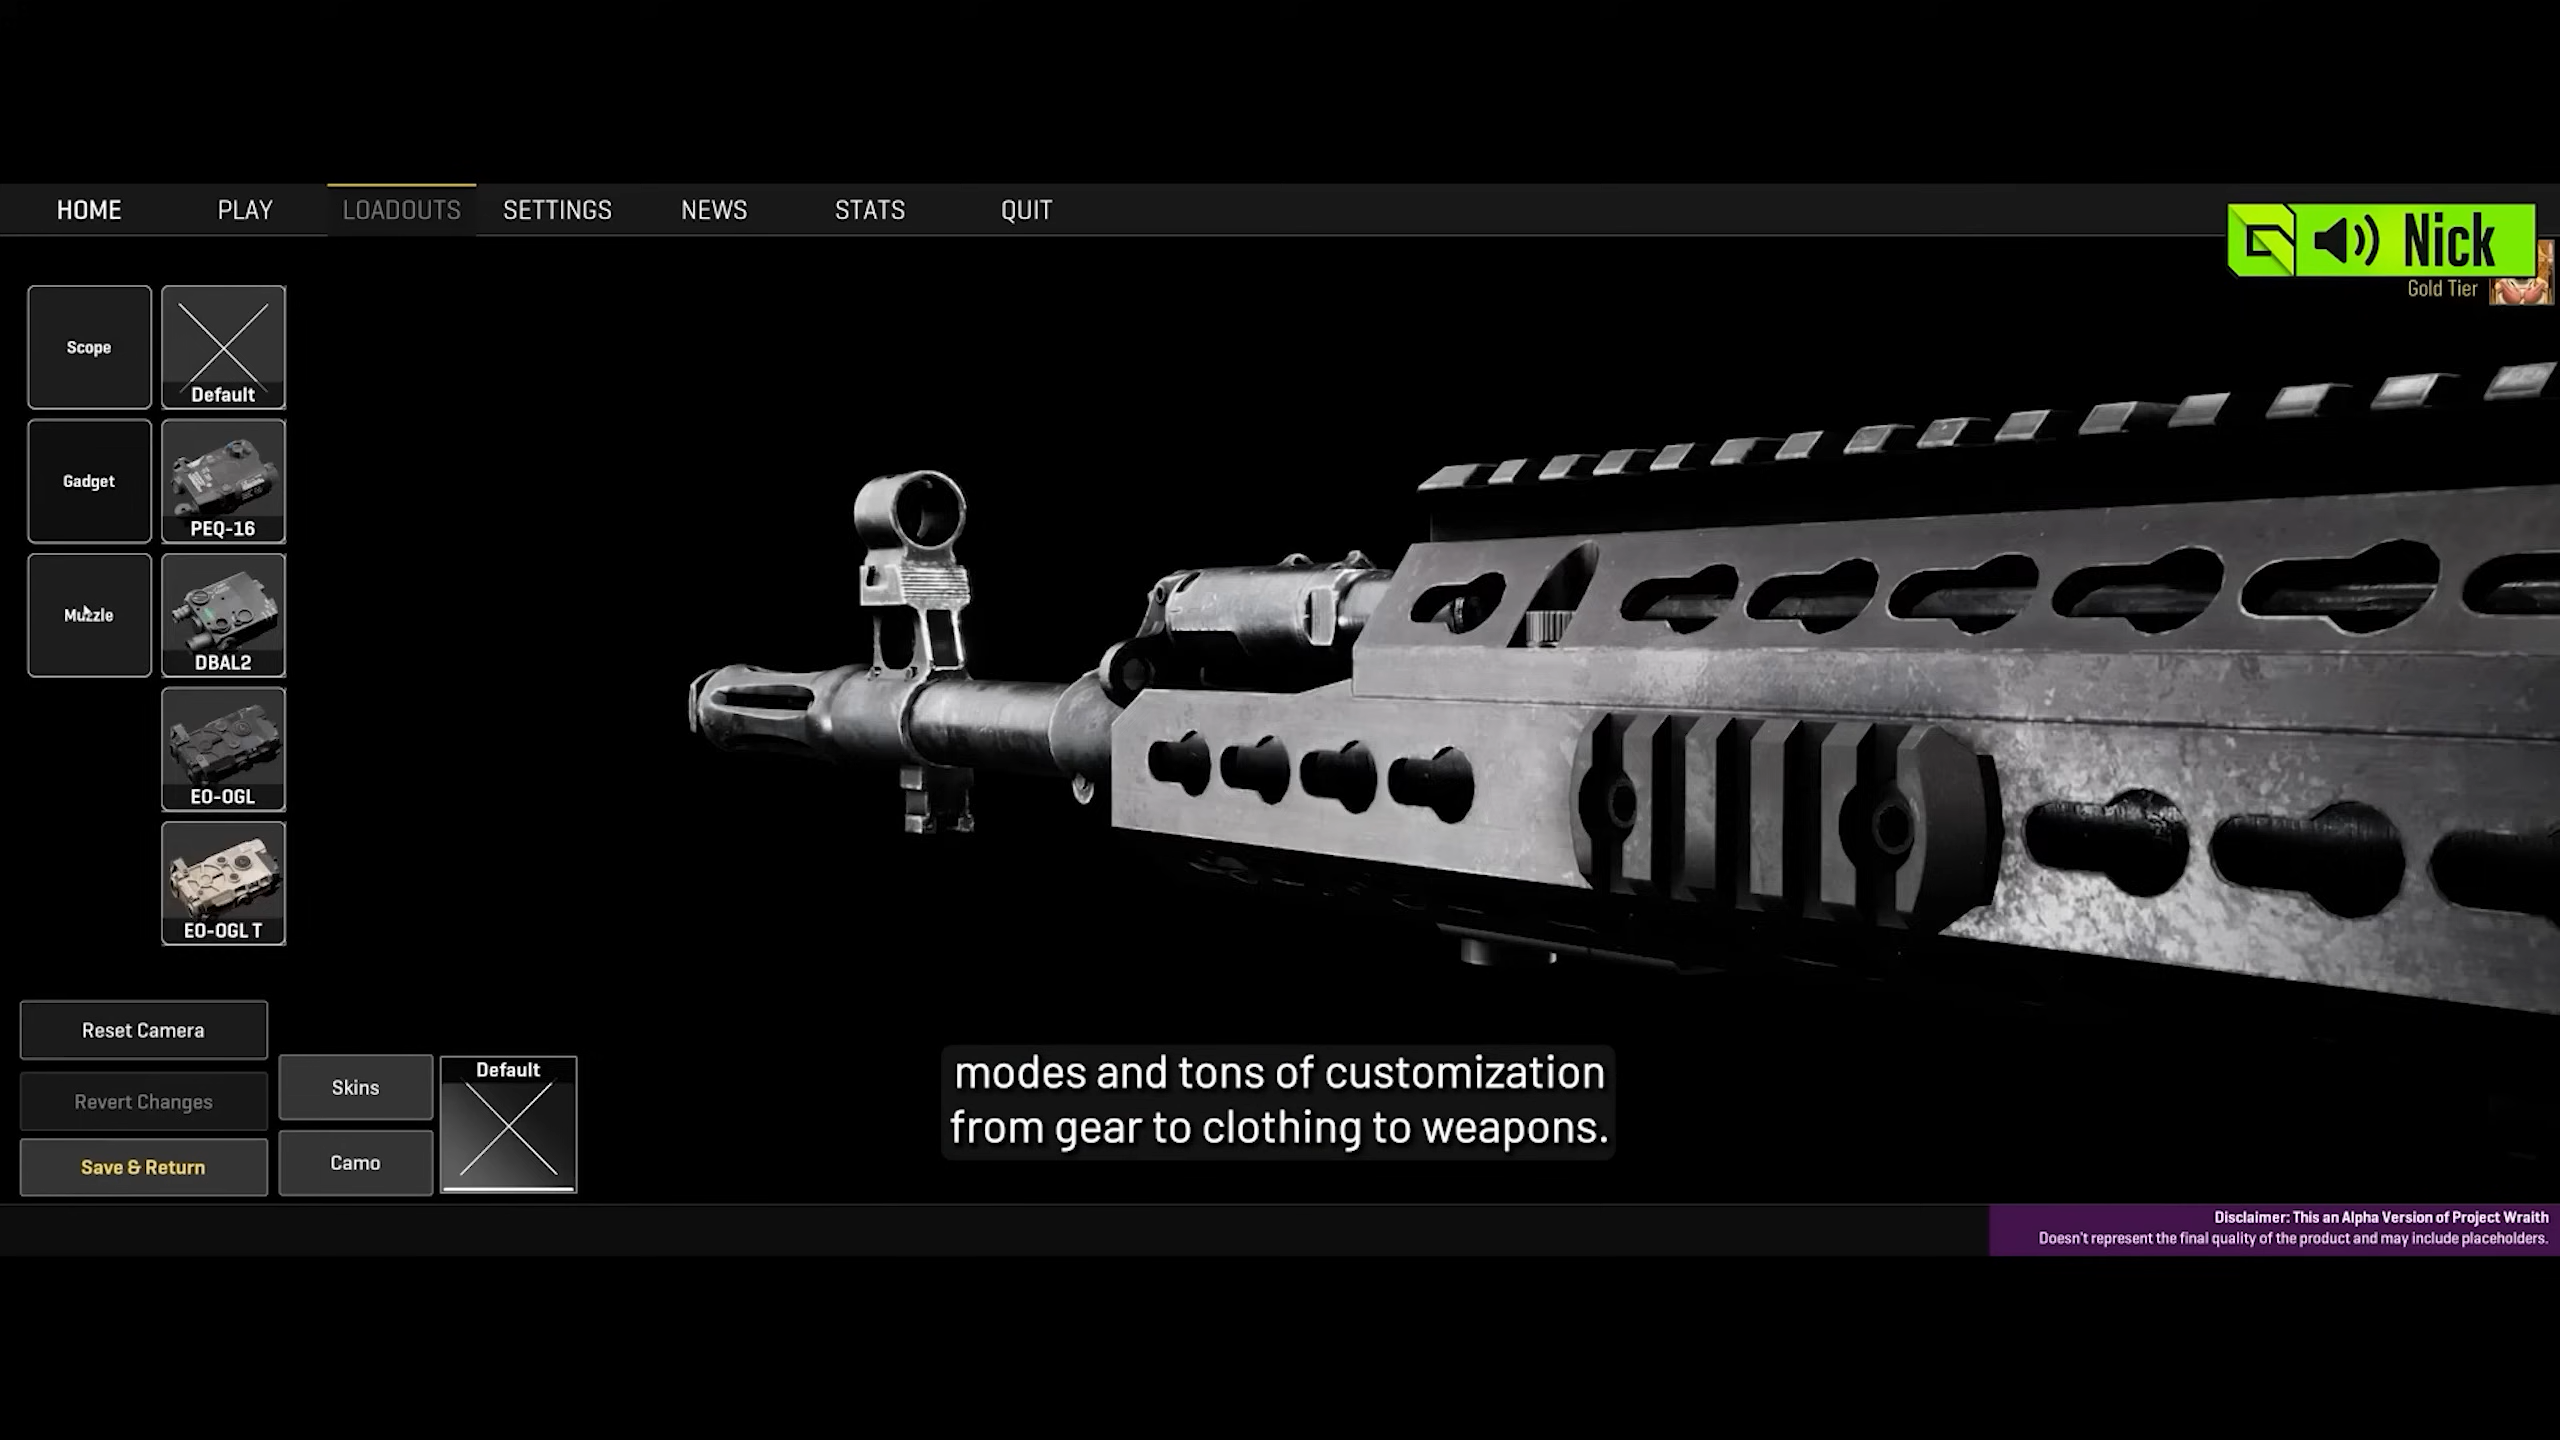 HOME
PLAY
LOADOUTS
SETTINGS
NEWS
STATS
QUIT
Nick
Gold Tier
Scope
Default
Gadget
PEQ-16
Muzzle
DBAL2
EO-OGL
EO-OGL T
Reset Camera
Revert Changes
Save & Return
Skins
Camo
Default
modes and tons of customization
from gear to clothing to weapons.
Disclaimer: This an Alpha Version of Project Wraith
Doesn't represent the final quality of the product and may include placeholders.